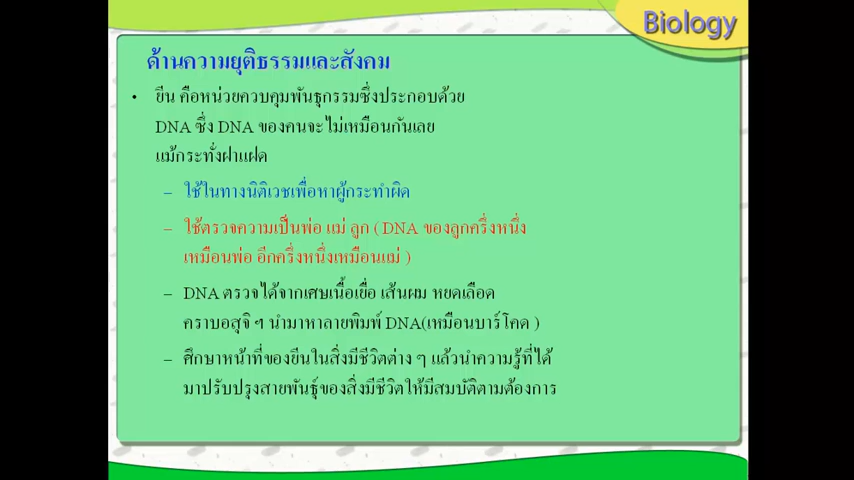 Biology
ด้านความยุติธรรมและสังคม
• ยีน คือหน่วยควบคุมพันธุกรรมซึ่งประกอบด้วย
DNA ซึ่ง DNA ของคนจะไม่เหมือนกันเลย
แม้กระทั่งฝาแฝด
– ใช้ในทางนิติเวชเพื่อหาผู้กระทำผิด
– ใช้ตรวจความเป็นพ่อ แม่ ลูก ( DNA ของลูกครึ่งหนึ่ง
เหมือนพ่อ อีกครึ่งหนึ่งเหมือนแม่ )
– DNA ตรวจได้จากเศษเนื้อเยื่อ เส้นผม หยดเลือด
คราบอสุจิ ฯ นำมาหาลายพิมพ์ DNA(เหมือนบาร์โคด )
– ศึกษาหน้าที่ของยีนในสิ่งมีชีวิตต่าง ๆ แล้วนำความรู้ที่ได้
มาปรับปรุงสายพันธุ์ของสิ่งมีชีวิตให้มีสมบัติตามต้องการ